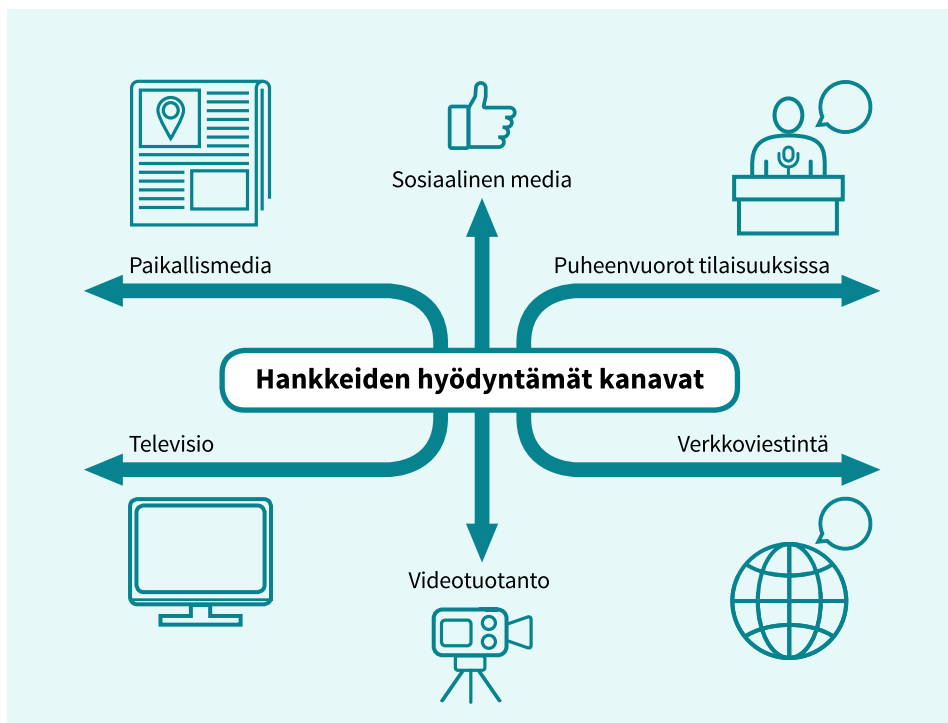 Sosiaalinen media
Paikallismedia
Puheenvuorot tilaisuuksissa
Hankkeiden hyödyntämät kanavat
Televisio
Verkkoviestintä
Videotuotanto